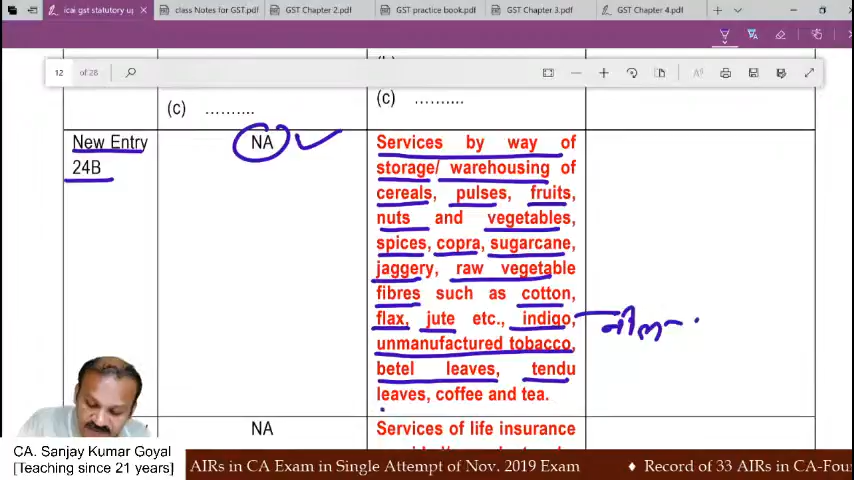 icai gst statutory up
class Notes for GST.pdf
GST Chapter 2.pdf
GST practice book.pdf
GST Chapter 3.pdf
GST Chapter 4.pdf
12 of 28
(c) ..........
(c) ..........
New Entry
24B
NA
Services by way of
storage/ warehousing of
cereals, pulses, fruits,
nuts and vegetables,
spices, copra, sugarcane,
jaggery, raw vegetable
fibres such as cotton,
flax, jute etc., indigo,
unmanufactured tobacco,
betel leaves, tendu
leaves, coffee and tea.
नील
NA
Services of life insurance
CA. Sanjay Kumar Goyal
[Teaching since 21 years]
AIRs in CA Exam in Single Attempt of Nov. 2019 Exam ♦ Record of 33 AIRs in CA-Four